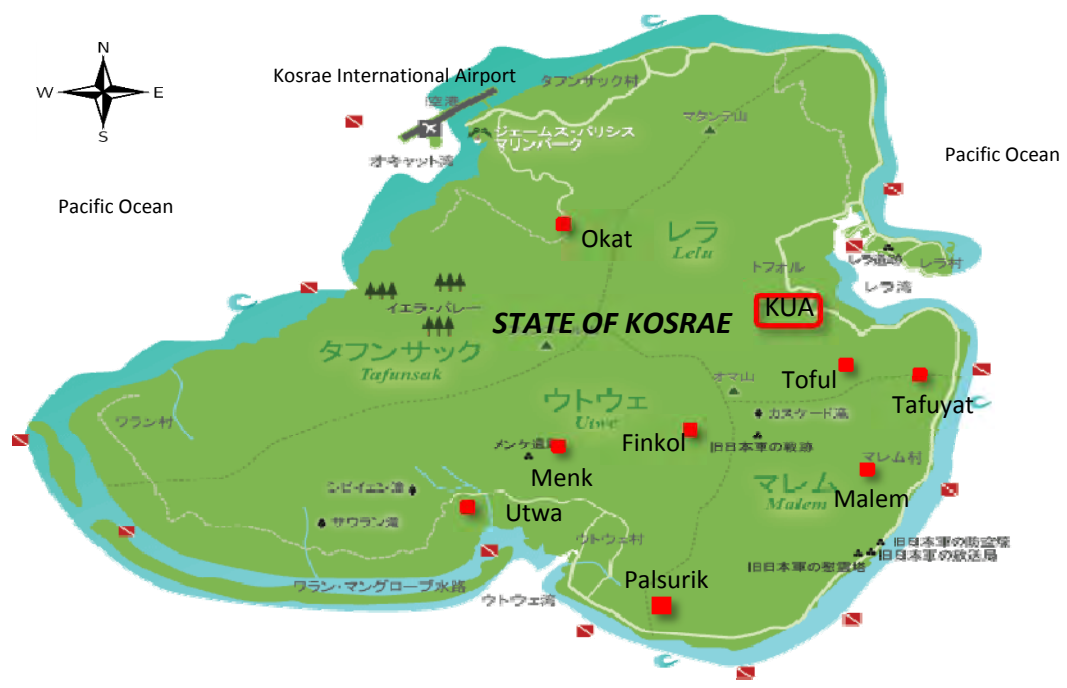 N
W E
S
Kosrae International Airport
空港
タフンサック村
ジェームス・パリシス
マリンパーク
オキャット湾
マタンテ山
Pacific Ocean
Pacific Ocean
Okat
レラ
Lelu
トフォル
レラ遺跡
レラ村
レラ湾
KUA
イエラ・バレー
STATE OF KOSRAE
タフンサック
Tafunsak
Toful
Tafuyat
オマ山
ウトウェ
Utwe
カスケード滝
ワラン村
Finkol
旧日本軍の戦跡
メンケ遺跡
Menk
マレム村
マレム
Malem
Malem
シピイエン滝
Utwa
サワラン滝
ウトウェ村
旧日本軍の防空壕
旧日本軍の放送局
旧日本軍の慰霊塔
Palsurik
ワラン・マングローブ水路
ウトウェ湾